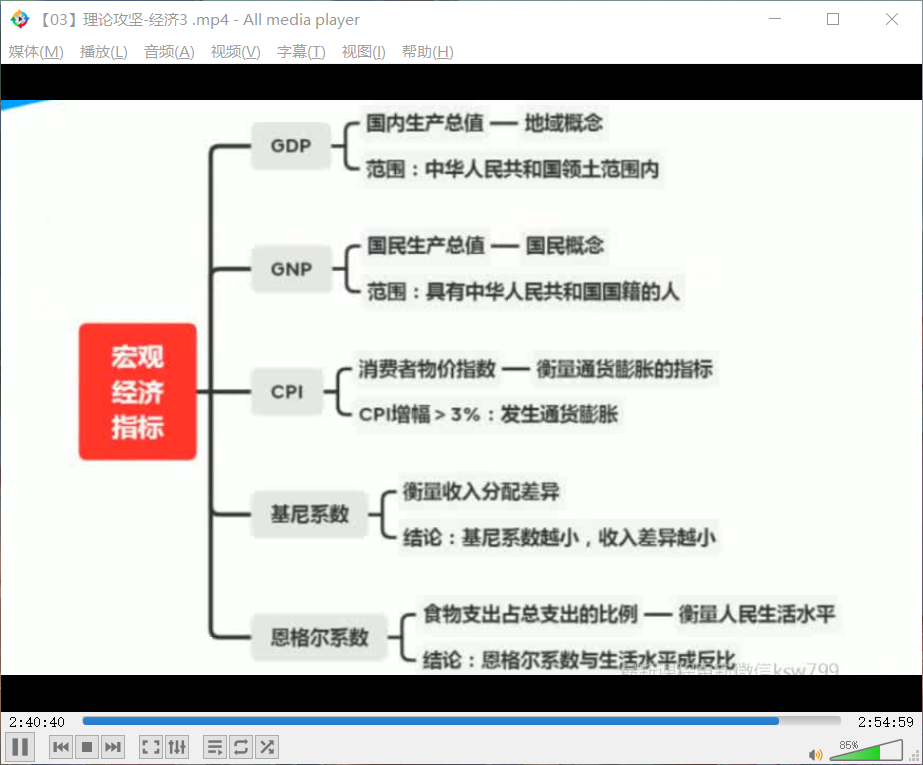 【03】理论攻坚-经济3 .mp4 - All media player
媒体(M) 播放(L) 音频(A) 视频(V) 字幕(T) 视图(I) 帮助(H)
GDP
国内生产总值 — 地域概念
范围：中华人民共和国领土范围内
GNP
国民生产总值 — 国民概念
范围：具有中华人民共和国国籍的人
宏观
经济
指标
CPI
消费者物价指数 — 衡量通货膨胀的指标
CPI增幅＞3%：发生通货膨胀
基尼系数
衡量收入分配差异
结论：基尼系数越小，收入差异越小
恩格尔系数
食物支出占总支出的比例 — 衡量人民生活水平
结论：恩格尔系数与生活水平成反比
微信ksw799
2:40:40
2:54:59
85%